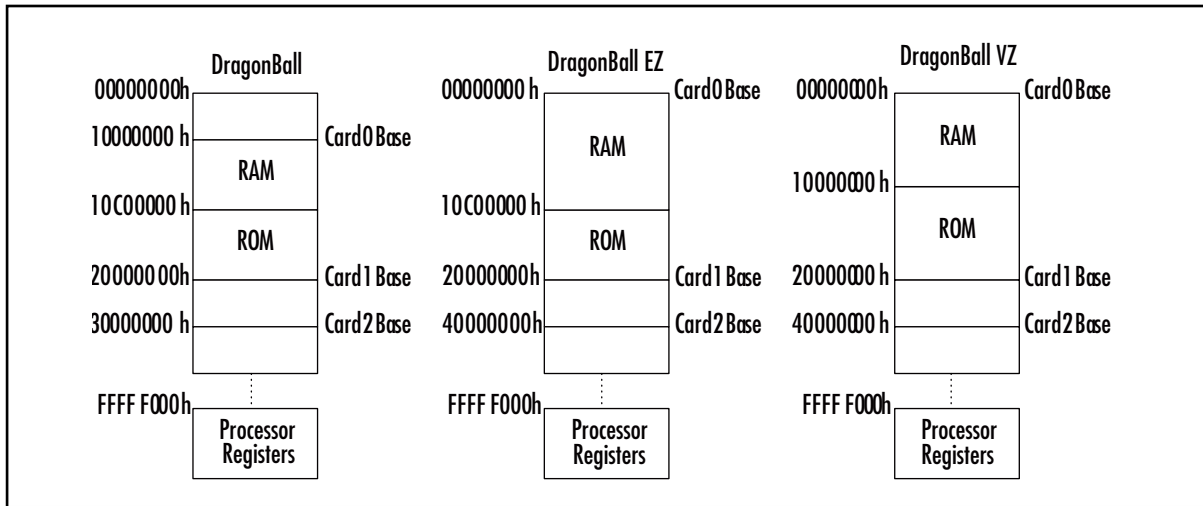 DragonBall
00000000h
10000000 h
Card0 Base
RAM
10C00000 h
ROM
20000000h
Card1 Base
30000000 h
Card2 Base
FFFF F000h
Processor
Registers
DragonBall EZ
00000000 h
Card0 Base
RAM
10C00000 h
ROM
20000000h
Card1 Base
40000000h
Card2 Base
FFFF F000h
Processor
Registers
DragonBall VZ
00000000 h
Card0 Base
RAM
10000000 h
ROM
20000000 h
Card1 Base
40000000 h
Card2 Base
FFFF F000h
Processor
Registers